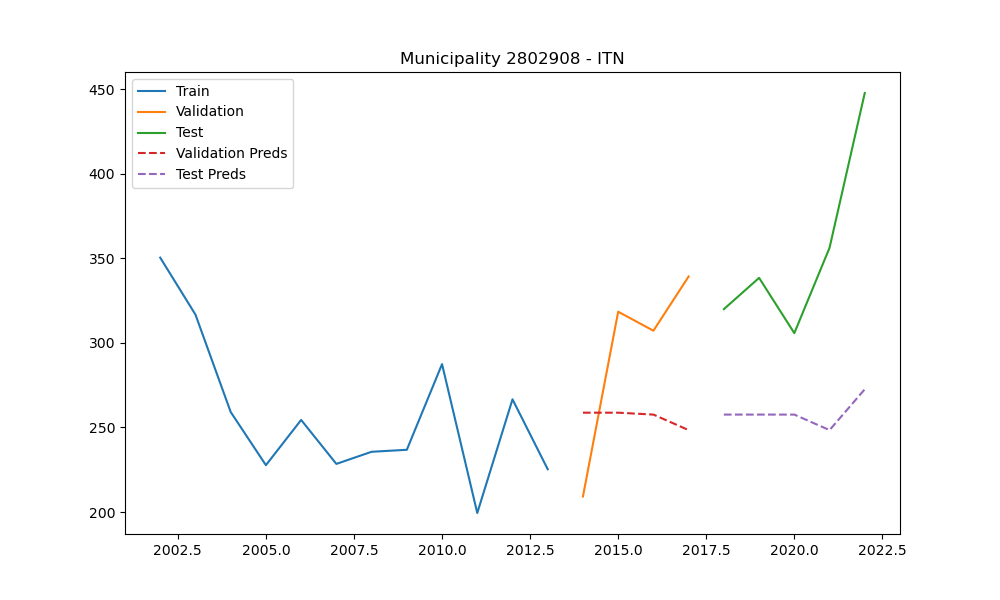 Municipality 2802908 - ITN
450
400
350
300
250
200
Train
Validation
Test
Validation Preds
Test Preds
2002.5 2005.0 2007.5 2010.0 2012.5 2015.0 2017.5 2020.0 2022.5